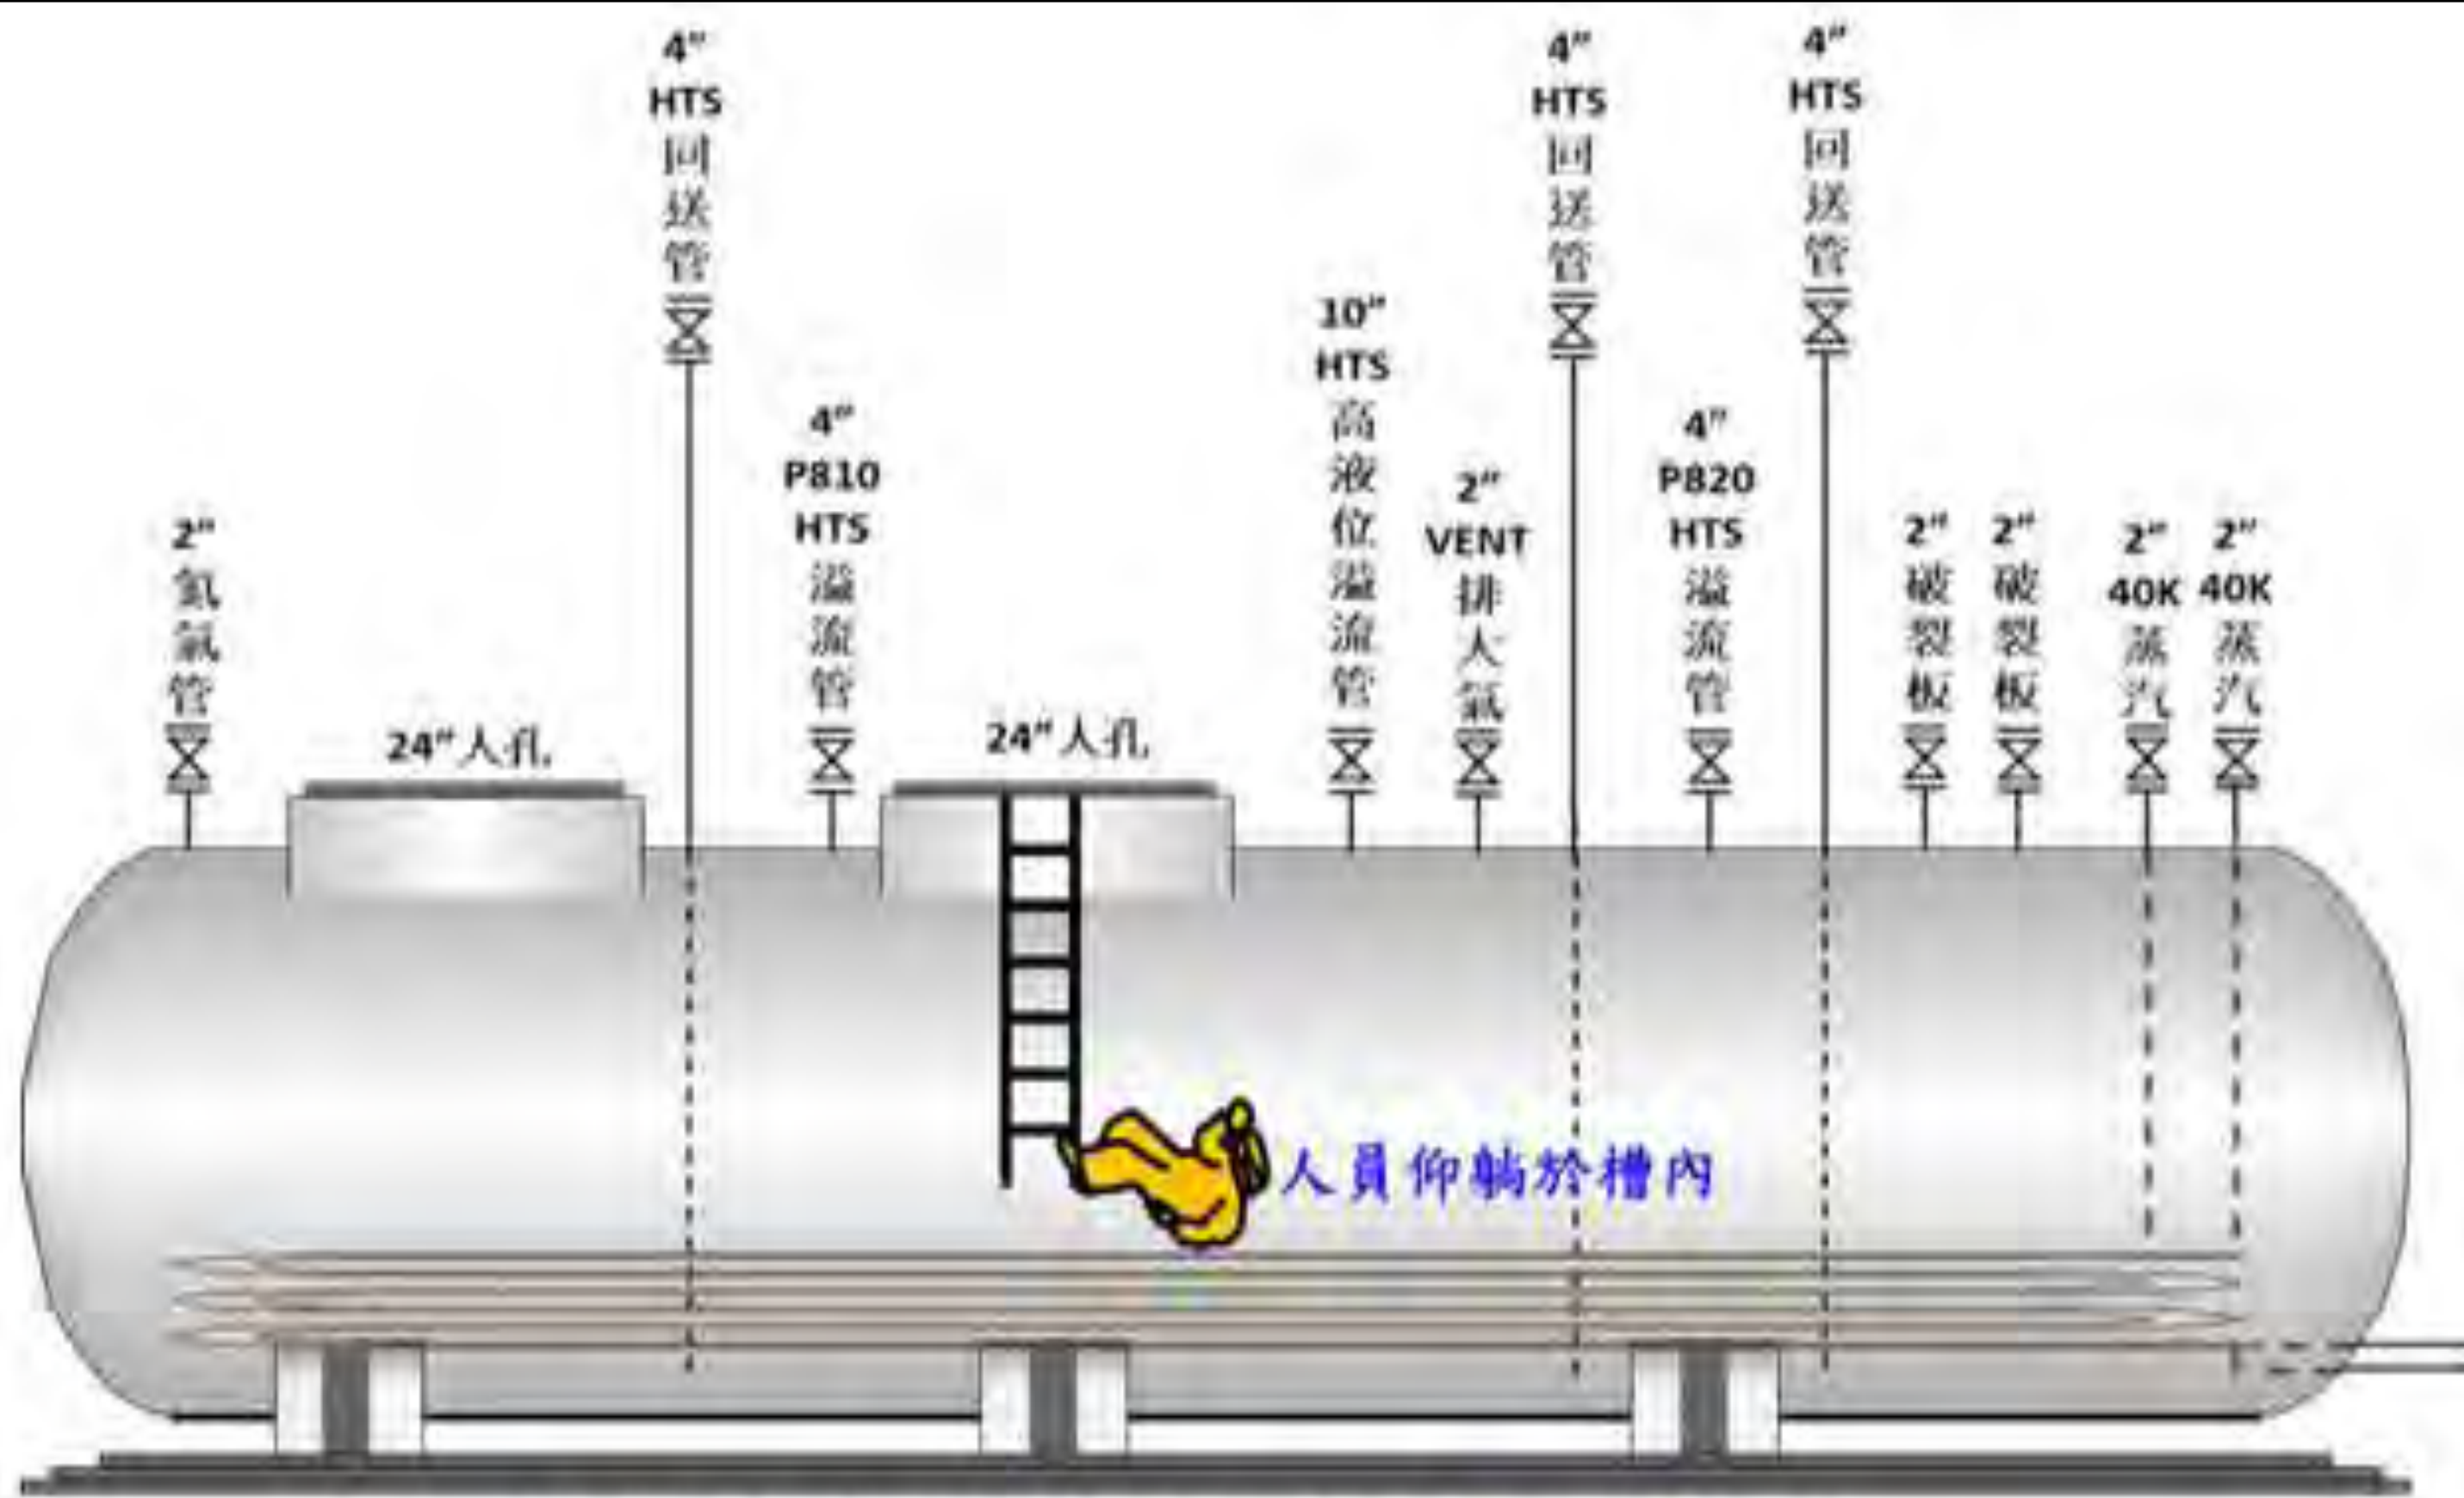 2" 氮氣管
24"人孔
4" HTS 回送管
4" P810 HTS 溢流管
24"人孔
10" HTS 高液位溢流管
2" VENT 排大氣
4" HTS 回送管
4" P820 HTS 溢流管
4" HTS 回送管
2" 破裂板
2" 破裂板
2" 40K 蒸汽
2" 40K 蒸汽
人員仰躺於槽內